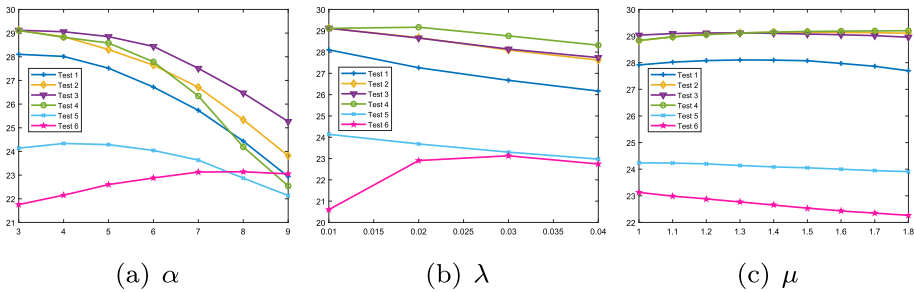 30
29
28
27
26
25
24
23
22
21
3 4 5 6 7 8 9
Test 1
Test 2
Test 3
Test 4
Test 5
Test 6
(a) α
30
29
28
27
26
25
24
23
22
21
20
0.01 0.015 0.02 0.025 0.03 0.035 0.04
Test 1
Test 2
Test 3
Test 4
Test 5
Test 6
(b) λ
30
29
28
27
26
25
24
23
22
1 1.1 1.2 1.3 1.4 1.5 1.6 1.7 1.8
Test 1
Test 2
Test 3
Test 4
Test 5
Test 6
(c) μ